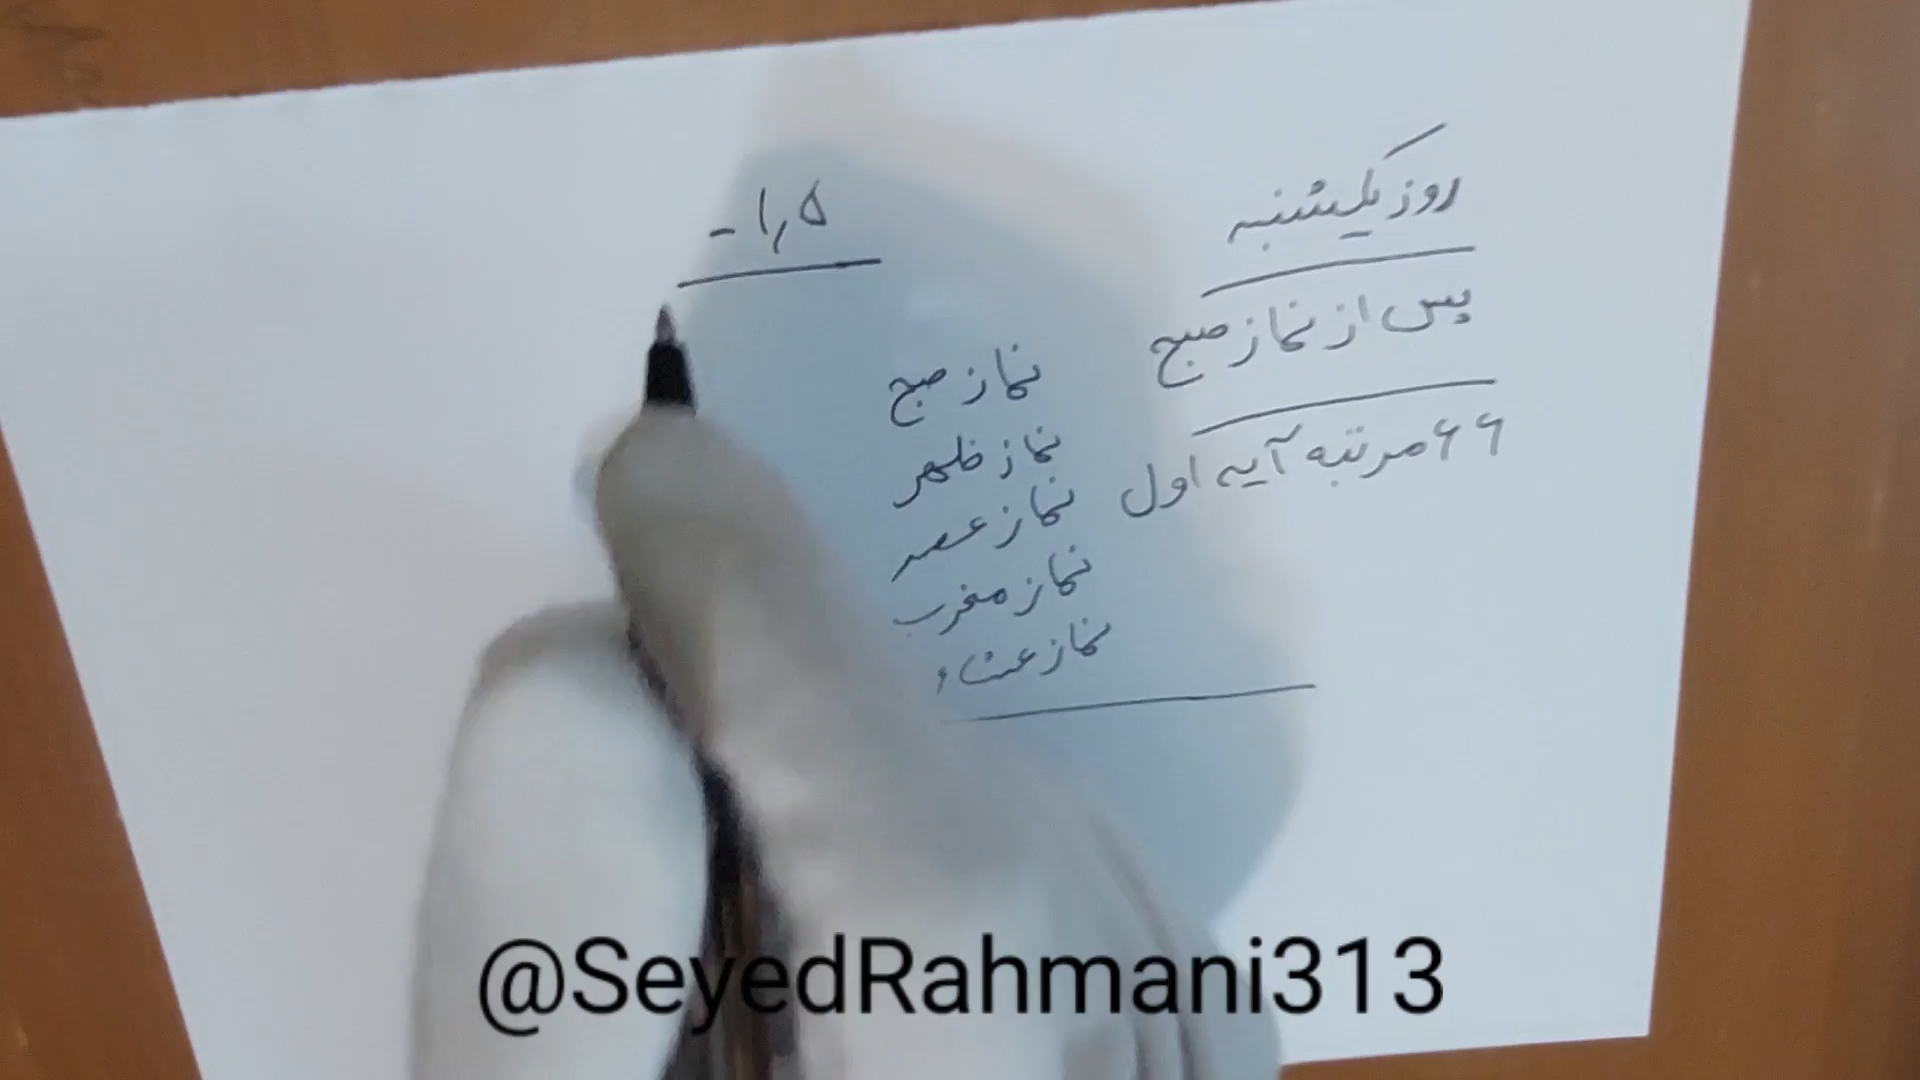 روز یکشنبه
پس از نماز صبح
۶۶ مرتبه آیه اول
۱٫۵ -
نماز صبح
نماز ظهر
نماز عصر
نماز مغرب
نماز عشاء
@SeyedRahmani313